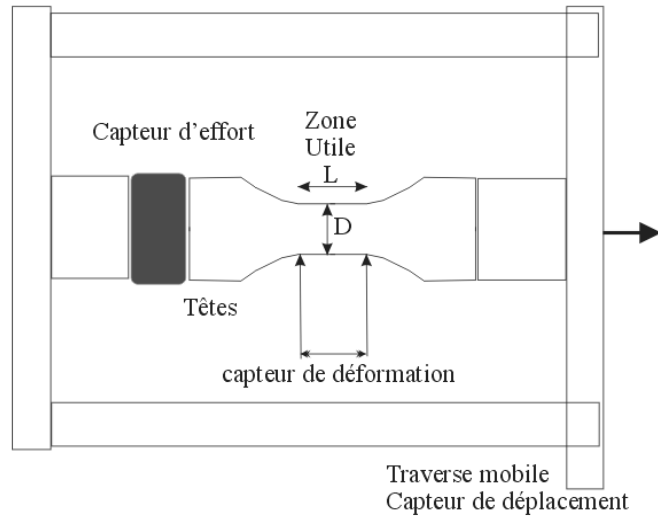 Capteur d'effort
Zone
Utile
L
D
Têtes
capteur de déformation
Traverse mobile
Capteur de déplacement